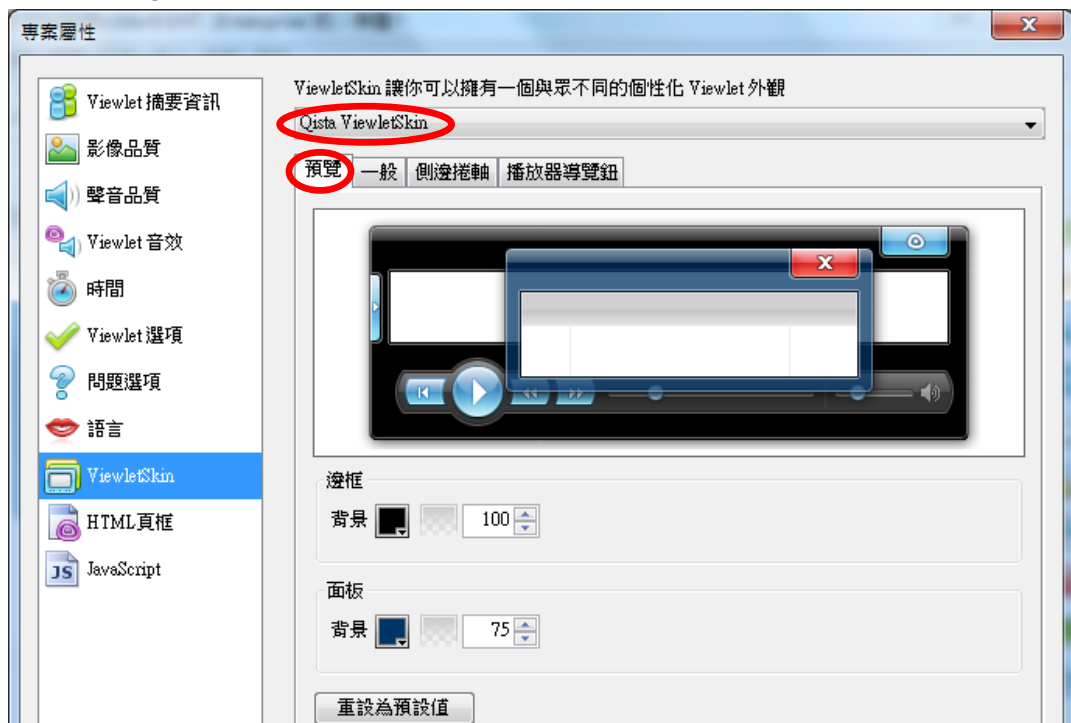 專案屬性
Viewlet 摘要資訊
影像品質
聲音品質
Viewlet 音效
時間
Viewlet 選項
問題選項
語言
ViewletSkin
HTML頁框
JavaScript
ViewletSkin 讓你可以擁有一個與眾不同的個性化 Viewlet 外觀
Qista ViewletSkin
預覽 一般 側邊捲軸 播放器導覽鈕
邊框
背景 100
面板
背景 75
重設為預設值